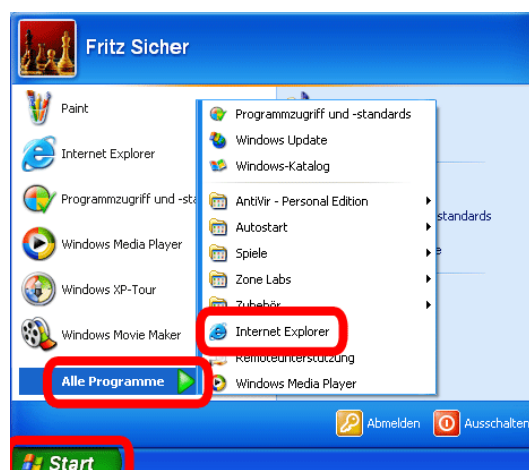 Fritz Sicher
Paint
Internet Explorer
Programmzugriff und -sta
Windows Media Player
Windows XP-Tour
Windows Movie Maker
Alle Programme
Programmzugriff und -standards
Windows Update
Windows-Katalog
AntiVir - Personal Edition
Autostart
Spiele
Zone Labs
Zubehör
Internet Explorer
Remoteunterstützung
Windows Media Player
standards
e
Abmelden
Ausschalten
Start